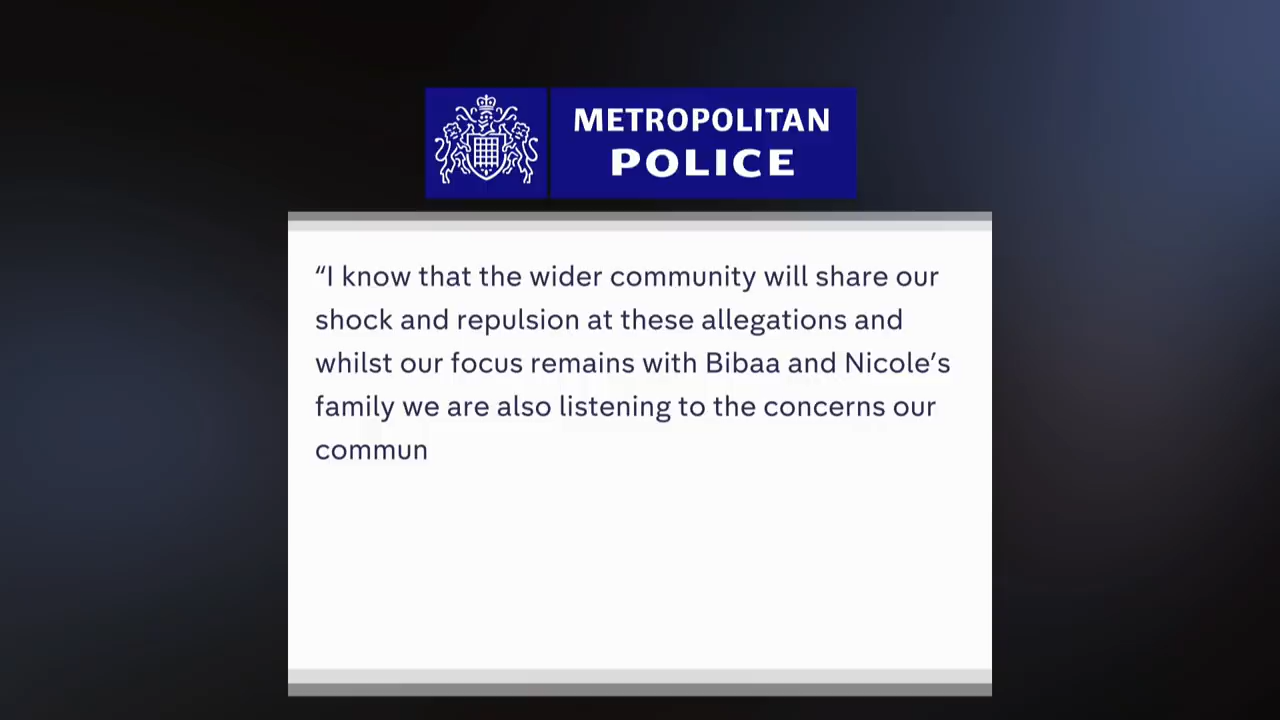 METROPOLITAN
POLICE
“I know that the wider community will share our
shock and repulsion at these allegations and
whilst our focus remains with Bibaa and Nicole’s
family we are also listening to the concerns our
commun